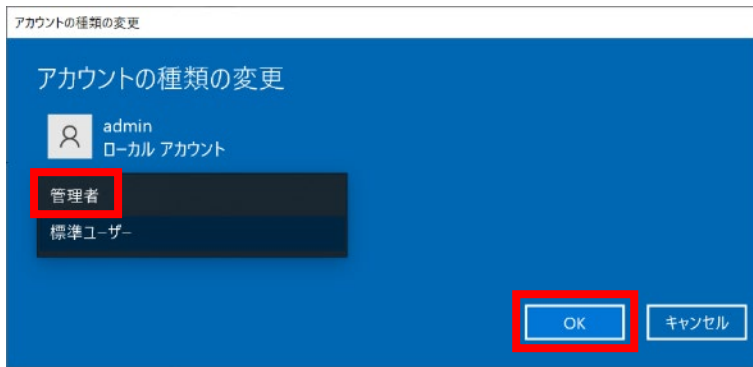 アカウントの種類の変更
アカウントの種類の変更
admin
ローカル アカウント
管理者
標準ユーザー
OK
キャンセル